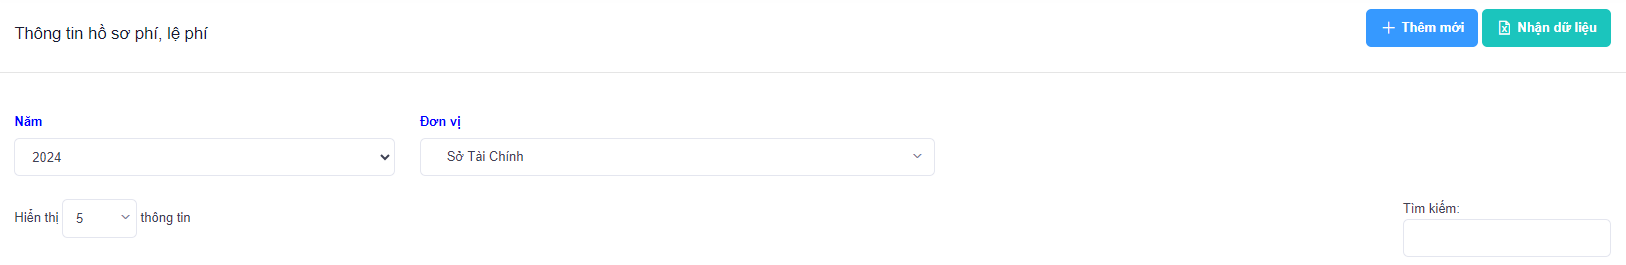 Thông tin hồ sơ phí, lệ phí
Thêm mới
Nhận dữ liệu
Năm
Đơn vị
2024
Sở Tài Chính
Hiển thị 5 thông tin
Tìm kiếm: